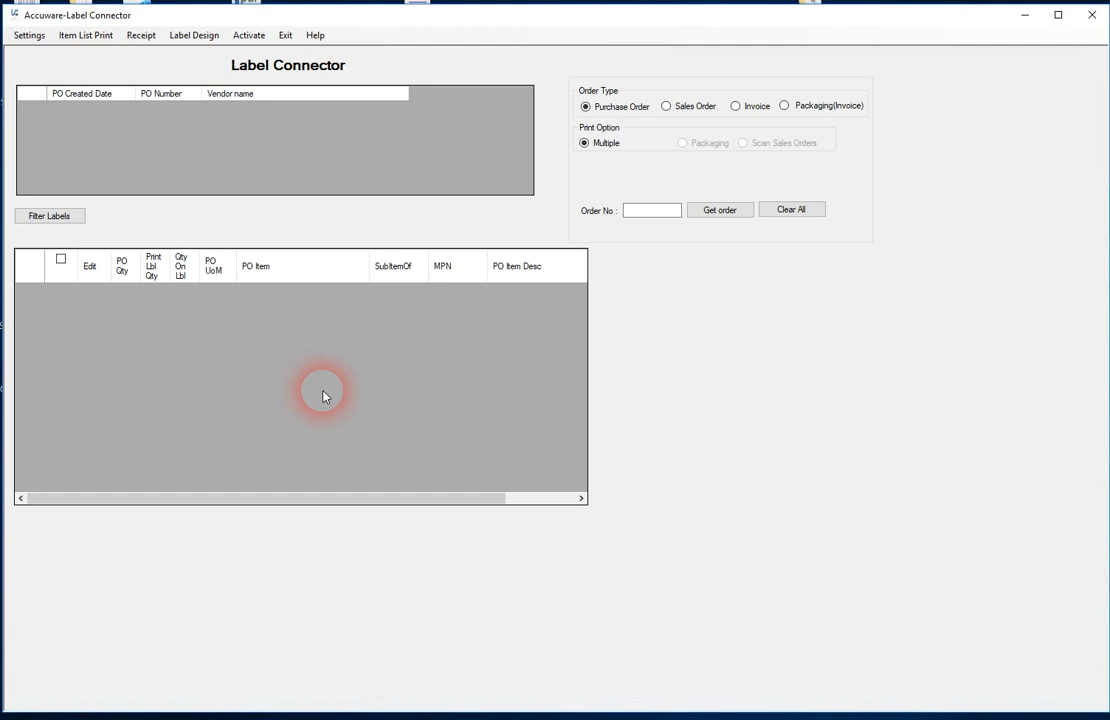 Accuware-Label Connector
Settings Item List Print Receipt Label Design Activate Exit Help
Label Connector
PO Created Date PO Number Vendor name
Order Type
Purchase Order Sales Order Invoice Packaging(Invoice)
Print Option
Multiple Packaging Scan Sales Orders
Order No : Get order Clear All
Filter Labels
Edit PO Qty Print Lbl Qty Qty On Lbl PO UoM PO Item SubItemOf MPN PO Item Desc